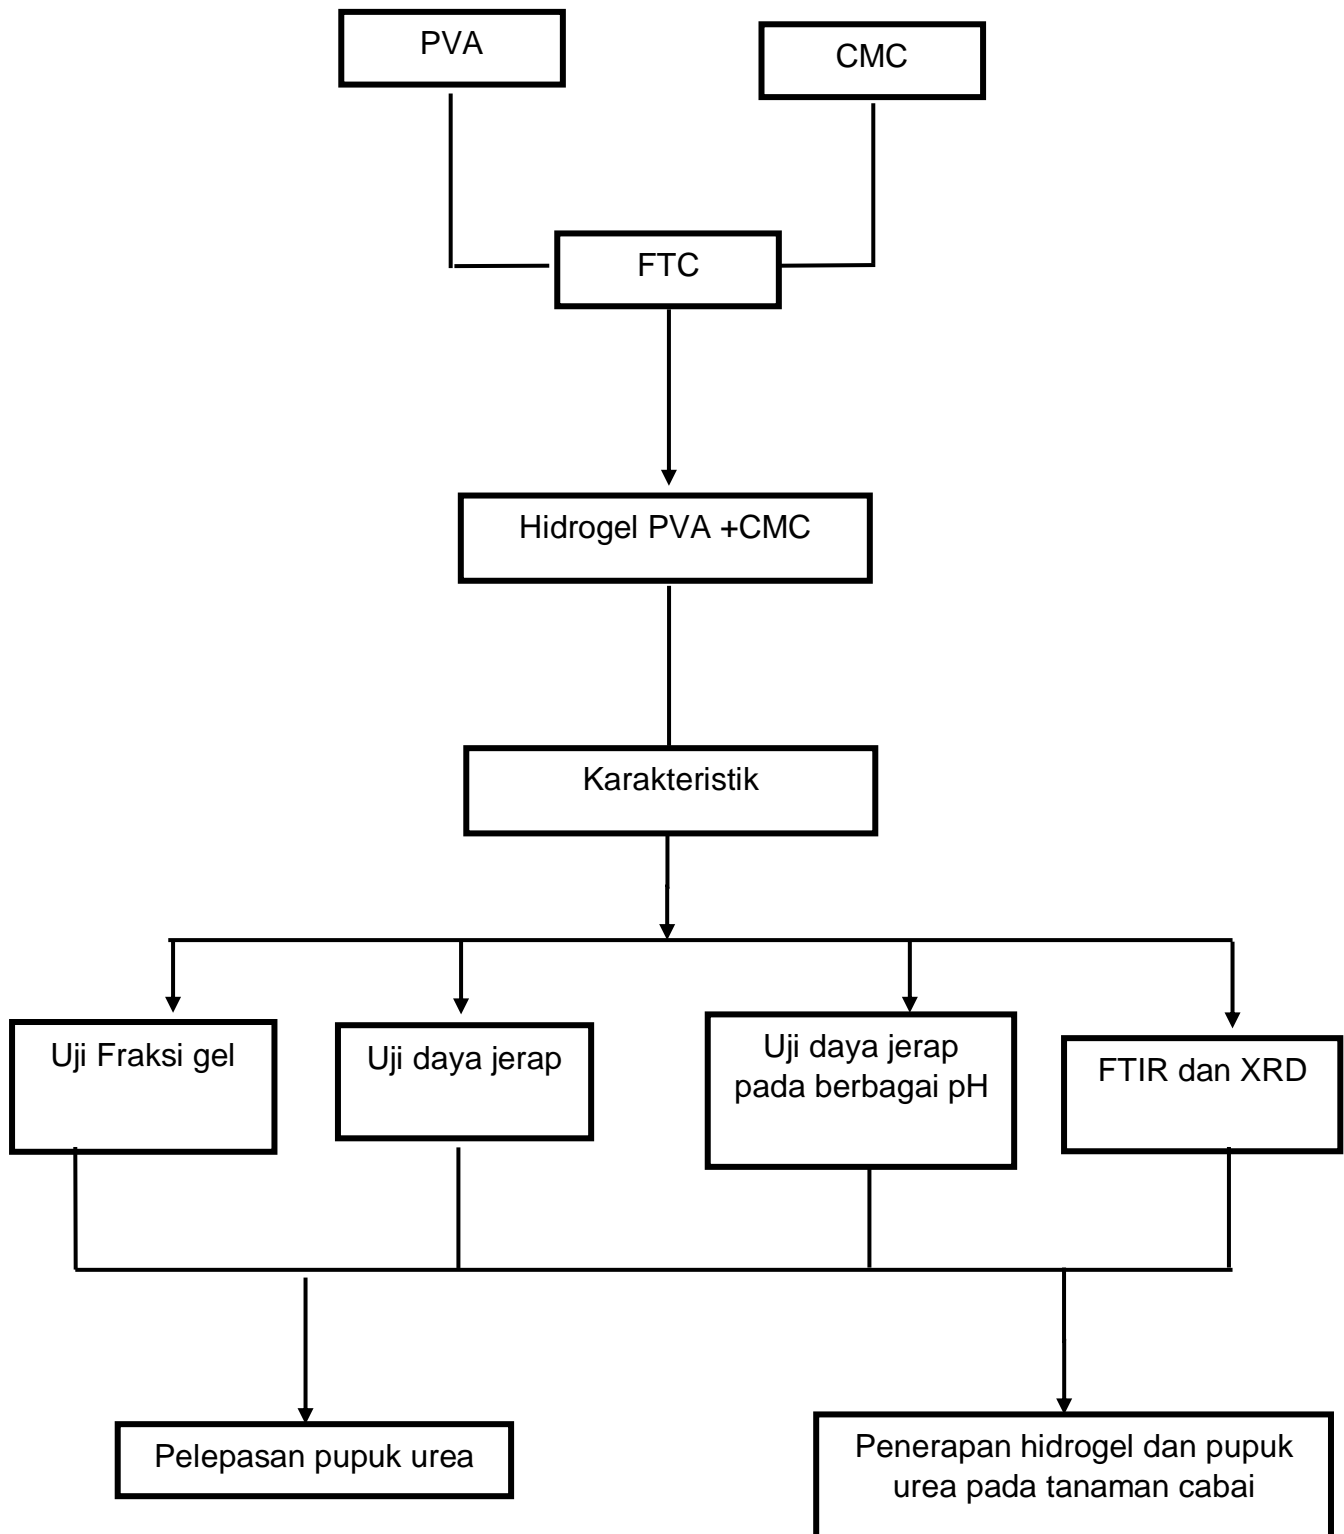 PVA
CMC
FTC
Hidrogel PVA +CMC
Karakteristik
Uji Fraksi gel
Uji daya jerap
Uji daya jerap
pada berbagai pH
FTIR dan XRD
Pelepasan pupuk urea
Penerapan hidrogel dan pupuk
urea pada tanaman cabai